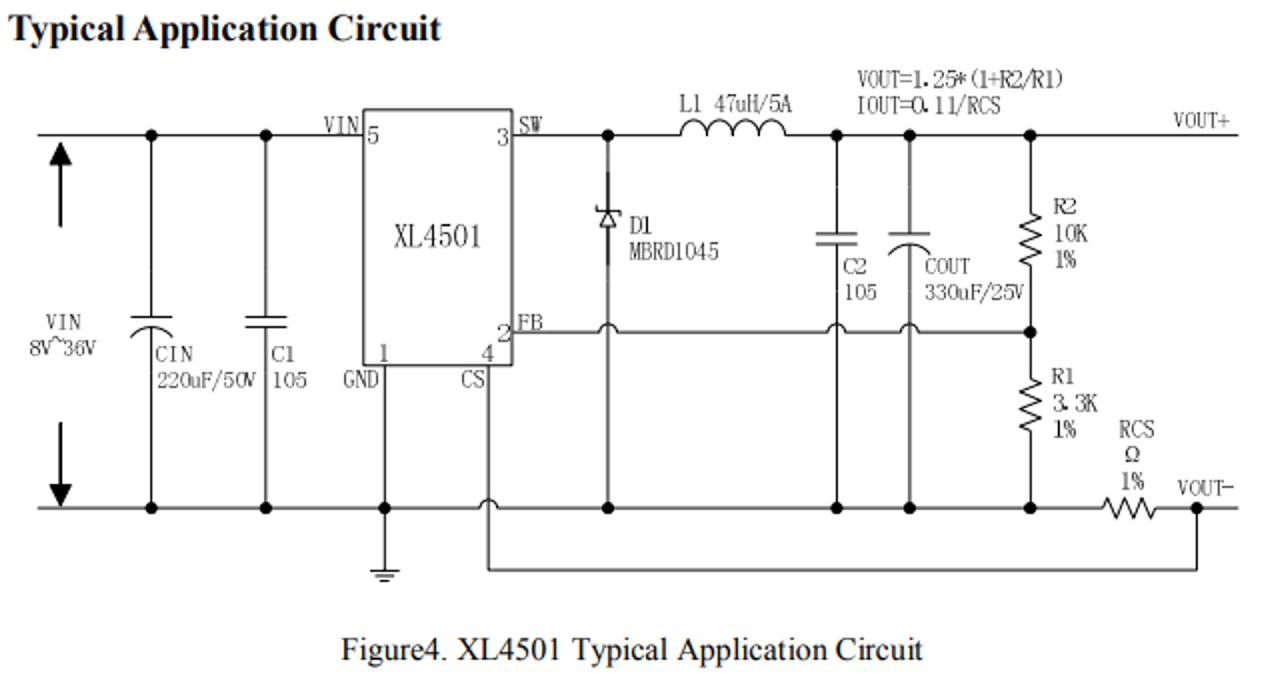 Typical Application Circuit
VOUT=1.25*(1+R2/R1)
IOUT=0.11/RCS
L1 47uH/5A
VOUT+
VIN
5
3
SW
XL4501
D1
MBRD1045
R2
10K
1%
C2
105
COUT
330uF/25V
VIN
8V~36V
2
FB
CIN
220uF/50V
C1
105
1
GND
4
CS
R1
3.3K
1%
RCS
Ω
1%
VOUT-
Figure4. XL4501 Typical Application Circuit